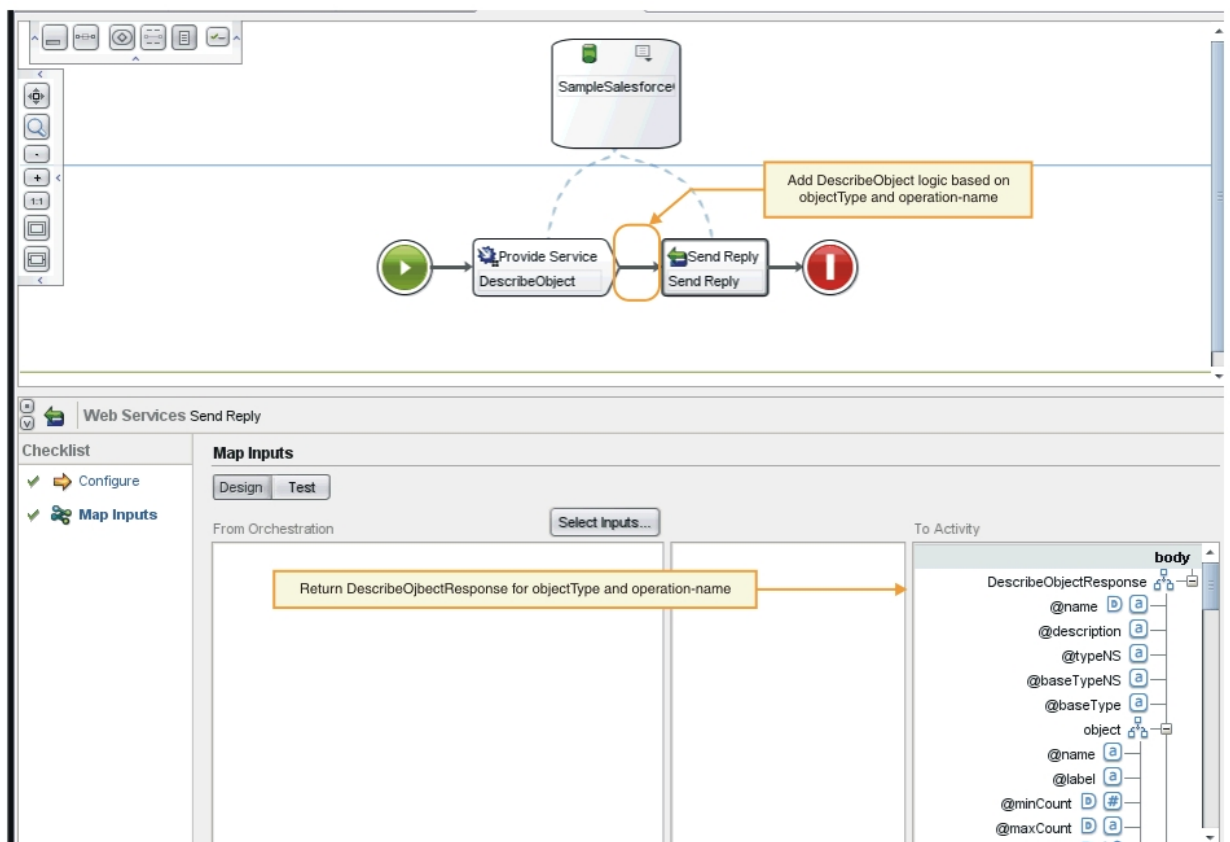 SampleSalesforce
Add DescribeObject logic based on
objectType and operation-name
Provide Service
DescribeObject
Send Reply
Send Reply
-
+
1:1
Web Services Send Reply
Checklist
Configure
Map Inputs
Map Inputs
Design Test
From Orchestration
Select Inputs...
To Activity
Return DescribeOjbectResponse for objectType and operation-name
body
DescribeObjectResponse
@name D a
@description a
@typeNS a
@baseTypeNS a
@baseType a
object
@name a
@label a
@minCount D #
@maxCount D a